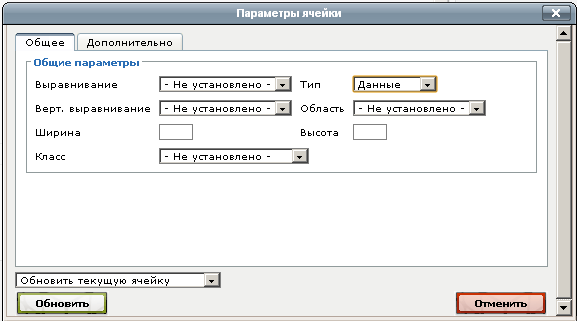 Параметры ячейки
Общее Дополнительно
Общие параметры
Выравнивание - Не установлено - Тип Данные
Верт. выравнивание - Не установлено - Область - Не установлено -
Ширина Высота
Класс - Не установлено -
Обновить текущую ячейку
Обновить Отменить